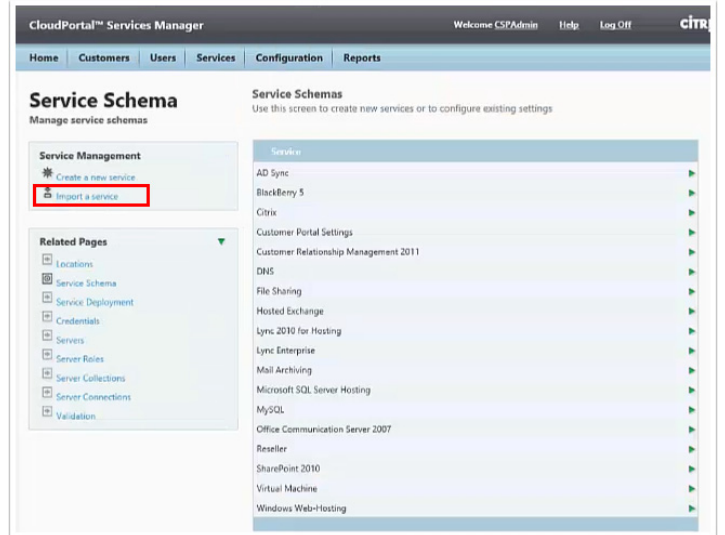 CloudPortal™ Services Manager
Welcome CSPAdmin Help Log Off
Home Customers Users Services Configuration Reports
Service Schema
Manage service schemas
Service Management
Create a new service
Import a service
Related Pages
Locations
Service Schema
Service Deployment
Credentials
Servers
Server Roles
Server Collections
Server Connections
Validation
Service Schemas
Use this screen to create new services or to configure existing settings
Service
AD Sync
BlackBerry 5
Citrix
Customer Portal Settings
Customer Relationship Management 2011
DNS
File Sharing
Hosted Exchange
Lync 2010 for Hosting
Lync Enterprise
Mail Archiving
Microsoft SQL Server Hosting
MySQL
Office Communication Server 2007
Reseller
SharePoint 2010
Virtual Machine
Windows Web-Hosting